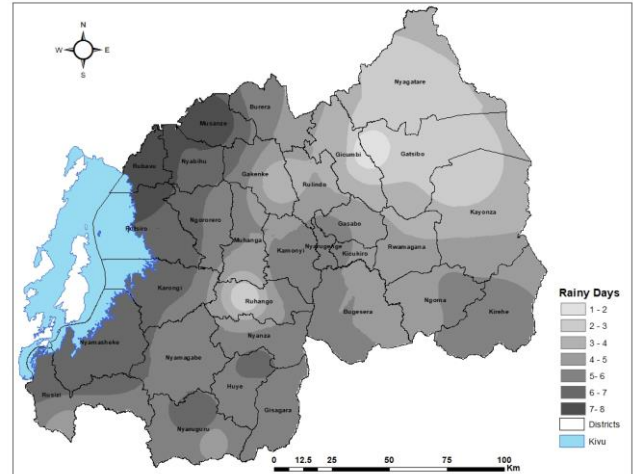 N
W E
S
Burera
Nyagatare
Musanze
Rubavu
Nyabihu
Gakenke
Gicumbi
Gatsibo
Rulindo
Ngororero
Rutsiro
Muhanga
Gasabo
Kayonza
Kamonyi
Nyarugenge
Kicukiro
Rwamagana
Karongi
Ruhango
Bugesera
Ngoma
Kirehe
Nyamasheke
Nyanza
Nyamagabe
Huye
Rusizi
Gisagara
Nyaruguru
Rainy Days
1 - 2
2 - 3
3 - 4
4 - 5
5- 6
6 - 7
7- 8
Districts
Kivu
0 12.5 25 50 75 100
Km